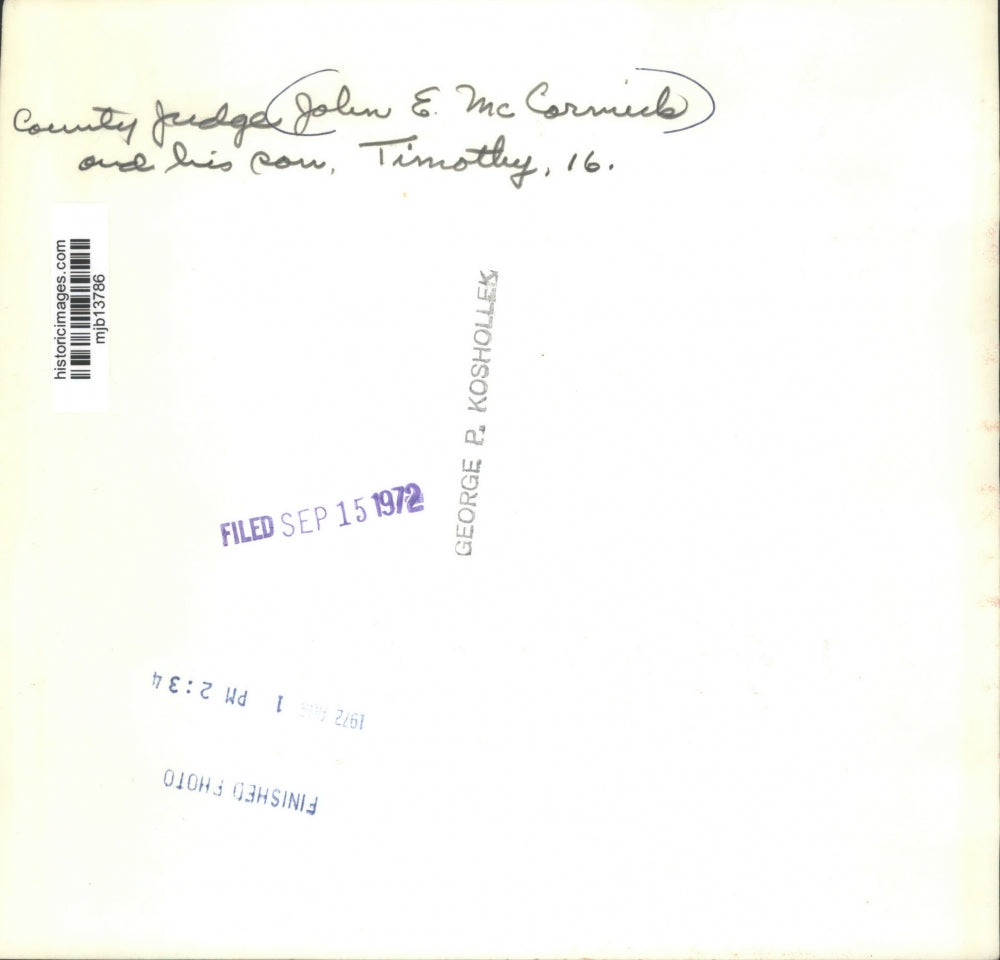 County Judge John E. McCormick
and his son, Timothy, 16.
historicimages.com
mjb13786
GEORGE P. KOSHOLLEK
FILED SEP 15 1972
1972 AUG 1 PM 2:34
FINISHED PHOTO